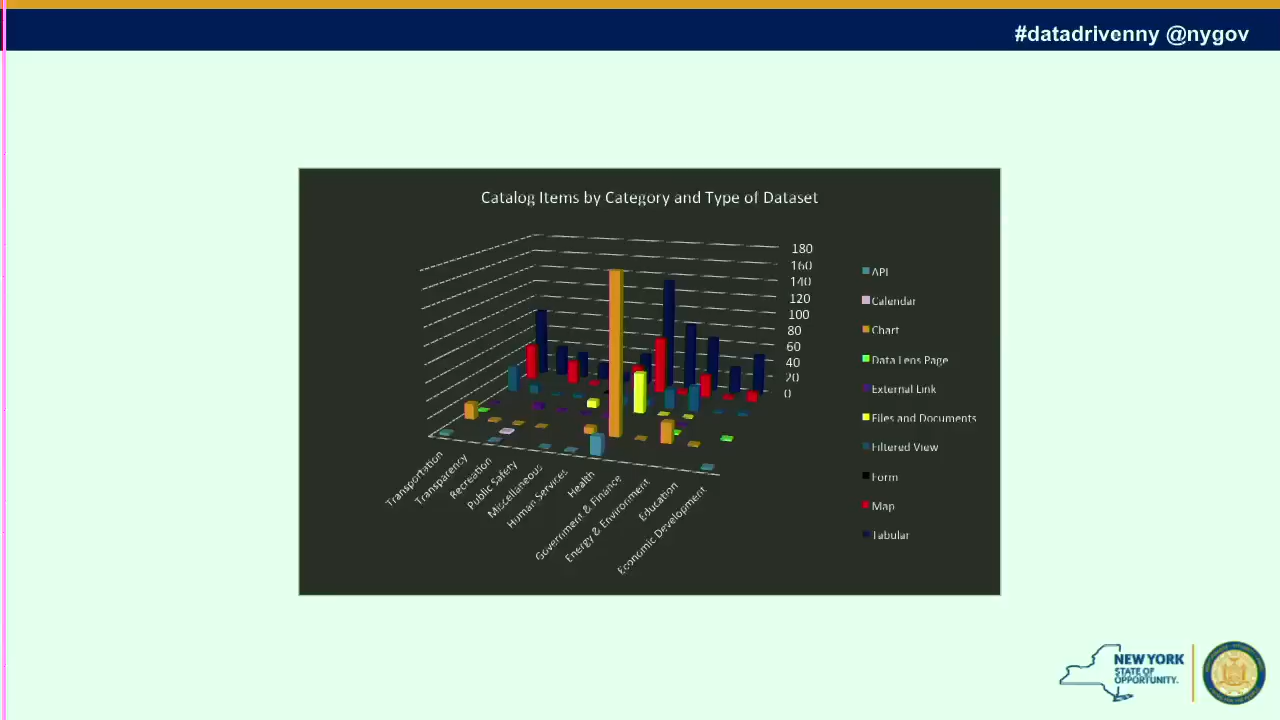 #datadrivenny @nygov
Catalog Items by Category and Type of Dataset
180
160
140
120
100
80
60
40
20
0
API
Calendar
Chart
Data Lens Page
External Link
Files and Documents
Filtered View
Form
Map
Tabular
Transportation
Transparency
Recreation
Public Safety
Miscellaneous
Human Services
Health
Government & Finance
Energy & Environment
Education
Economic Development
NEW YORK
STATE OF
OPPORTUNITY.